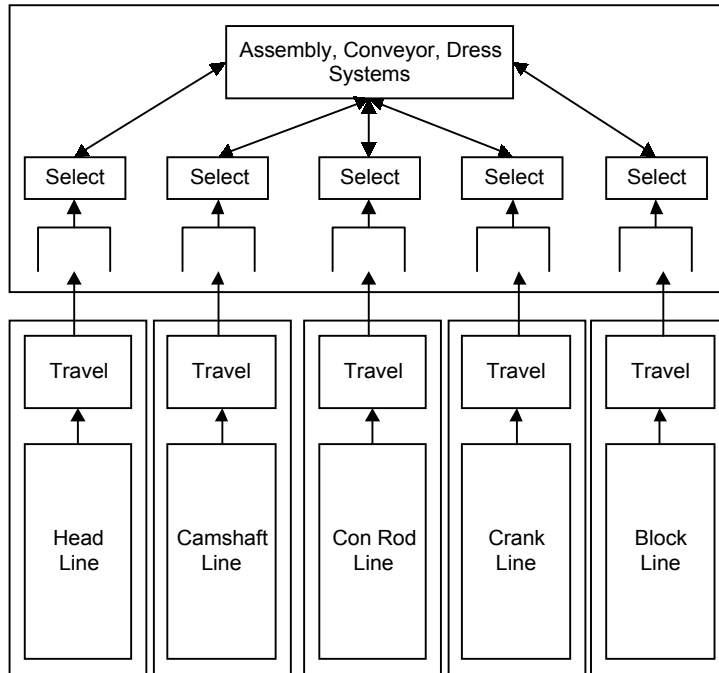 Assembly, Conveyor, Dress
Systems
Select
Select
Select
Select
Select
Travel
Travel
Travel
Travel
Travel
Head
Line
Camshaft
Line
Con Rod
Line
Crank
Line
Block
Line